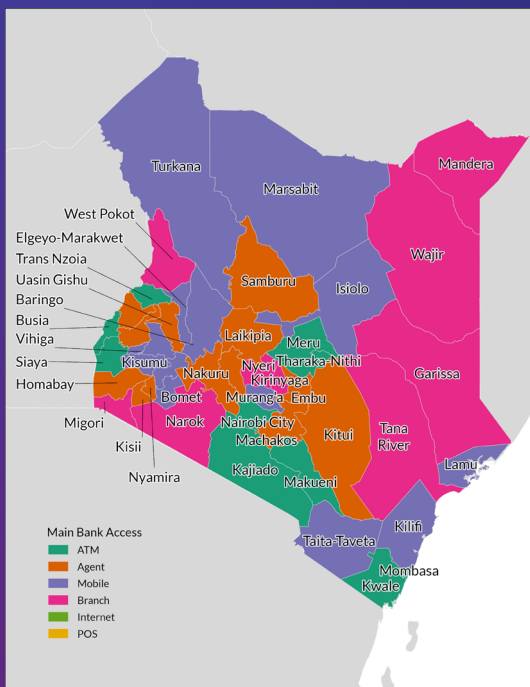 Turkana
Mandera
Marsabit
West Pokot
Elgeyo-Marakwet
Wajir
Trans Nzoia
Uasin Gishu
Samburu
Isiolo
Baringo
Busia
Laikipia
Vihiga
Meru
Siaya
Kisumu
Nyeri
Tharaka-Nithi
Nakuru
Garissa
Kirinyaga
Homabay
Bomet
Murang'a
Embu
Migori
Narok
Nairobi City
Kitui
Tana
River
Machakos
Kisii
Lamu
Kajiado
Nyamira
Makueni
Kilifi
Taita-Taveta
Mombasa
Kwale
Main Bank Access
ATM
Agent
Mobile
Branch
Internet
POS